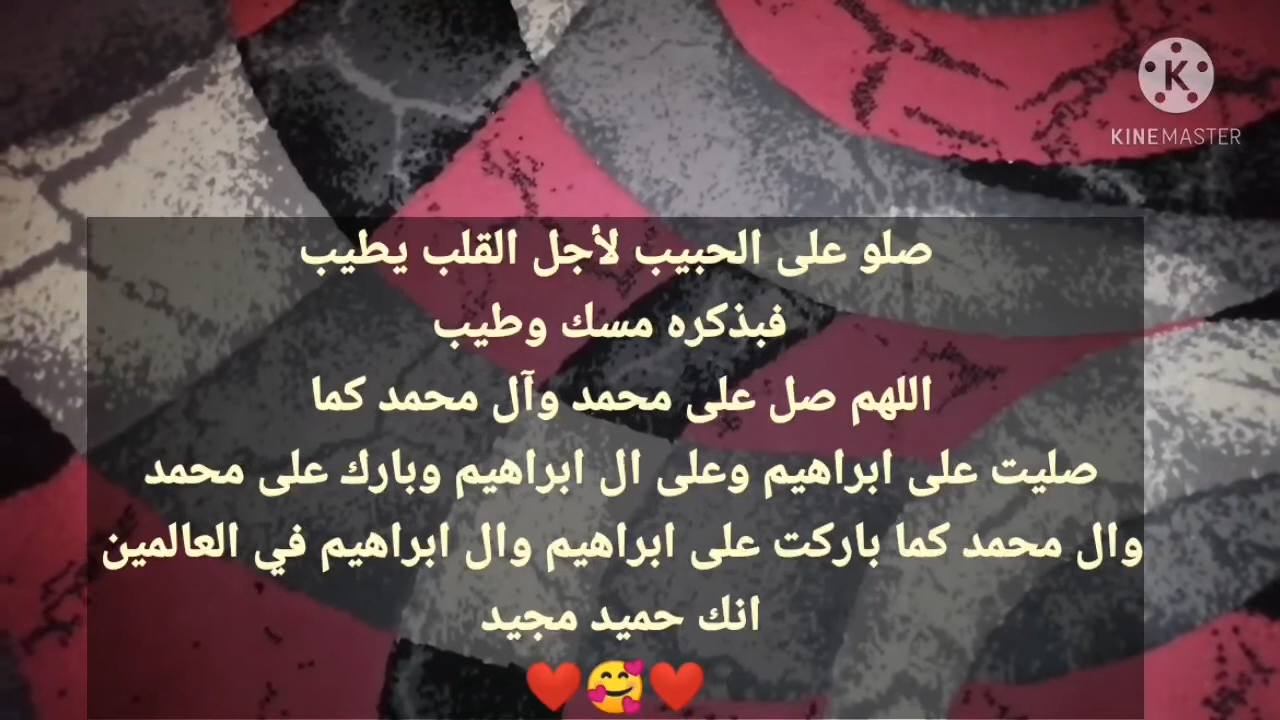 KINEMASTER
صلو على الحبيب لأجل القلب يطيب
فبذكره مسك وطيب
اللهم صل على محمد وآل محمد كما
صليت على ابراهيم وعلى ال ابراهيم وبارك على محمد
وال محمد كما باركت على ابراهيم وال ابراهيم في العالمين
انك حميد مجيد
❤️🥰❤️